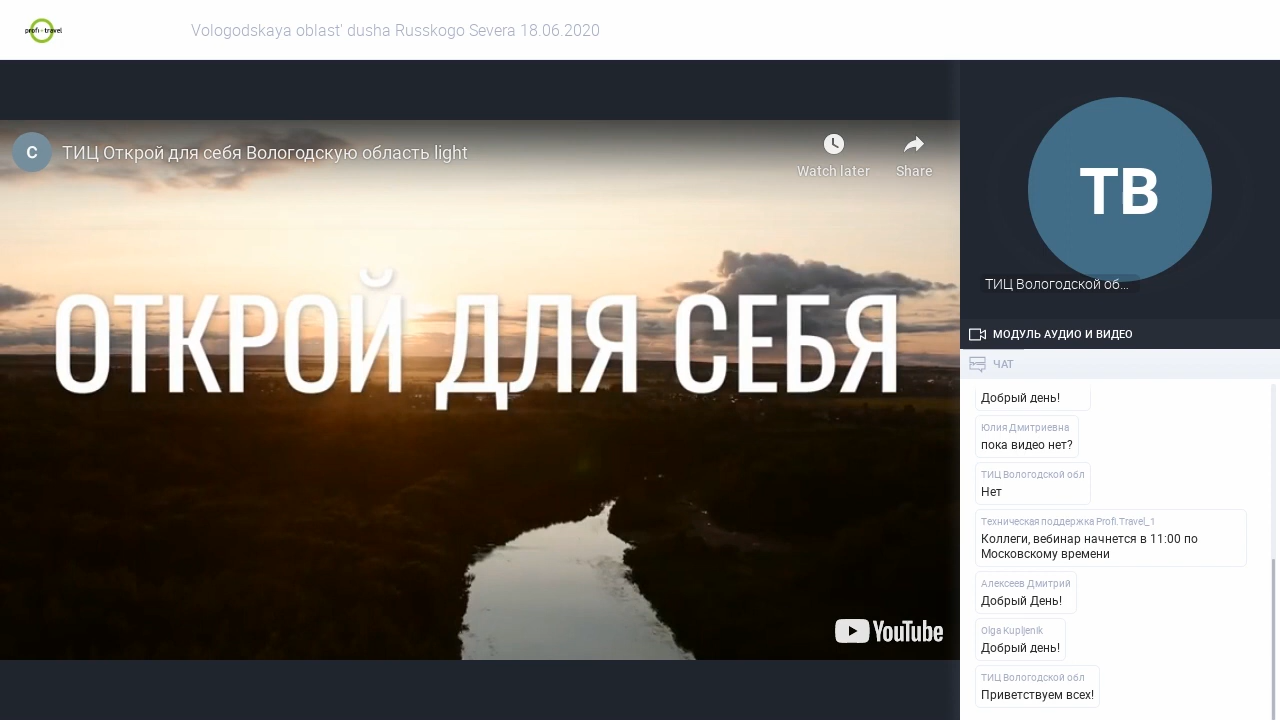 profi travel
Vologodskaya oblast' dusha Russkogo Severa 18.06.2020
C
ТИЦ Открой для себя Вологодскую область light
Watch later
Share
ОТКРОЙ ДЛЯ СЕБЯ
YouTube
ТВ
ТИЦ Вологодской об...
МОДУЛЬ АУДИО И ВИДЕО
ЧАТ
Добрый день!
Юлия Дмитриевна
пока видео нет?
ТИЦ Вологодской обл
Нет
Техническая поддержка Profi.Travel_1
Коллеги, вебинар начнется в 11:00 по
Московскому времени
Алексеев Дмитрий
Добрый День!
Olga Kupljenik
Добрый день!
ТИЦ Вологодской обл
Приветствуем всех!